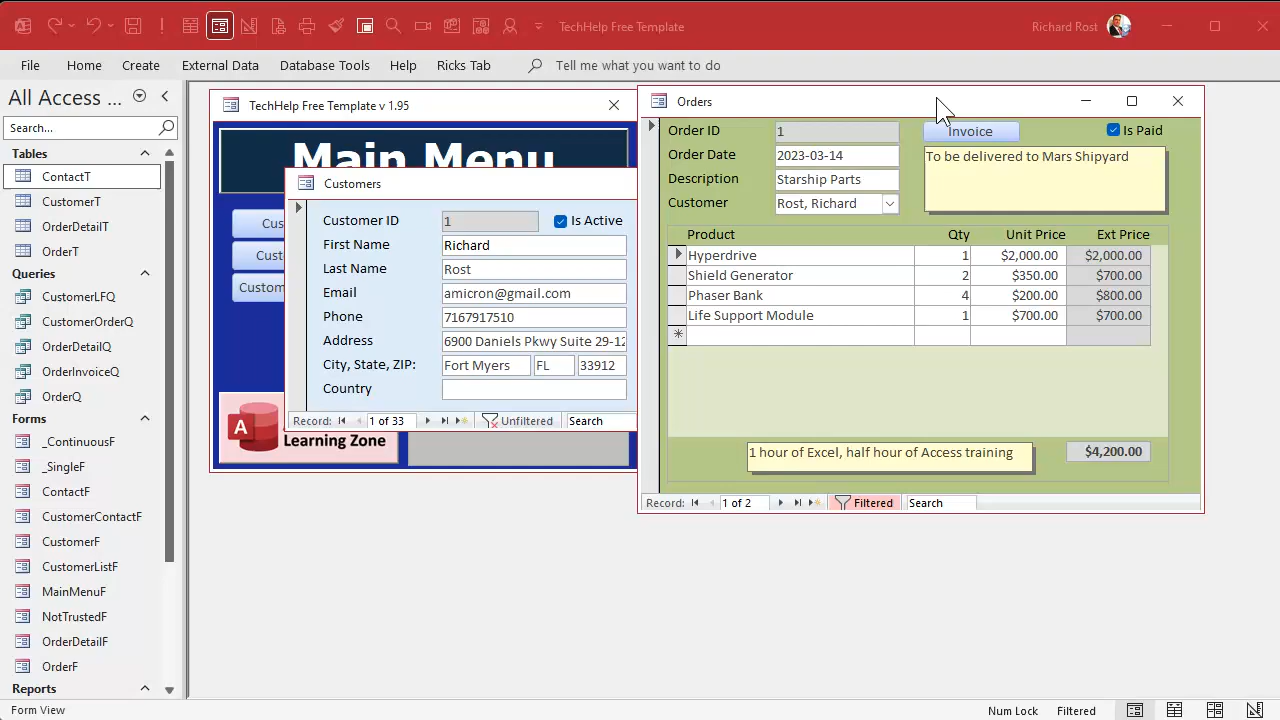 TechHelp Free Template
Richard Rost
File Home Create External Data Database Tools Help Ricks Tab Tell me what you want to do
All Access ...
Search...
Tables
ContactT
CustomerT
OrderDetailT
OrderT
Queries
CustomerLFQ
CustomerOrderQ
OrderDetailQ
OrderInvoiceQ
OrderQ
Forms
_ContinuousF
_SingleF
ContactF
CustomerContactF
CustomerF
CustomerListF
MainMenuF
NotTrustedF
OrderDetailF
OrderF
Reports
TechHelp Free Template v 1.95
Main Menu
Cus
Custo
Custom
A
Learning Zone
Customers
Customer ID 1 Is Active
First Name Richard
Last Name Rost
Email amicron@gmail.com
Phone 7167917510
Address 6900 Daniels Pkwy Suite 29-12
City, State, ZIP: Fort Myers FL 33912
Country
Record: 1 of 33 Unfiltered Search
Orders
Order ID 1 Invoice Is Paid
Order Date 2023-03-14 To be delivered to Mars Shipyard
Description Starship Parts
Customer Rost, Richard
Product Qty Unit Price Ext Price
Hyperdrive 1 $2,000.00 $2,000.00
Shield Generator 2 $350.00 $700.00
Phaser Bank 4 $200.00 $800.00
Life Support Module 1 $700.00 $700.00
1 hour of Excel, half hour of Access training $4,200.00
Record: 1 of 2 Filtered Search
Form View Num Lock Filtered